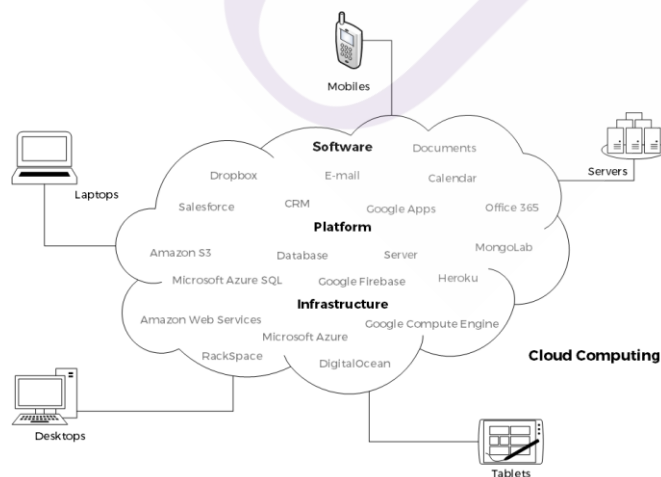 Mobiles
Software
Documents
Servers
Dropbox
E-mail
Calendar
Laptops
Salesforce
CRM
Google Apps
Office 365
Platform
Amazon S3
Database
Server
MongoLab
Microsoft Azure SQL
Google Firebase
Heroku
Infrastructure
Amazon Web Services
Google Compute Engine
Microsoft Azure
RackSpace
DigitalOcean
Cloud Computing
Desktops
Tablets